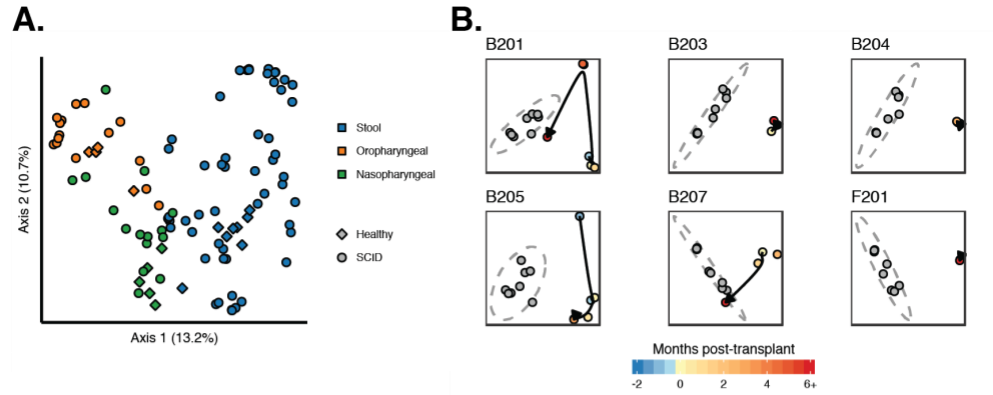 A.
Axis 2 (10.7%)
Axis 1 (13.2%)
Stool
Oropharyngeal
Nasopharyngeal
Healthy
SCID
B.
B201
B203
B204
B205
B207
F201
Months post-transplant
-2 0 2 4 6+